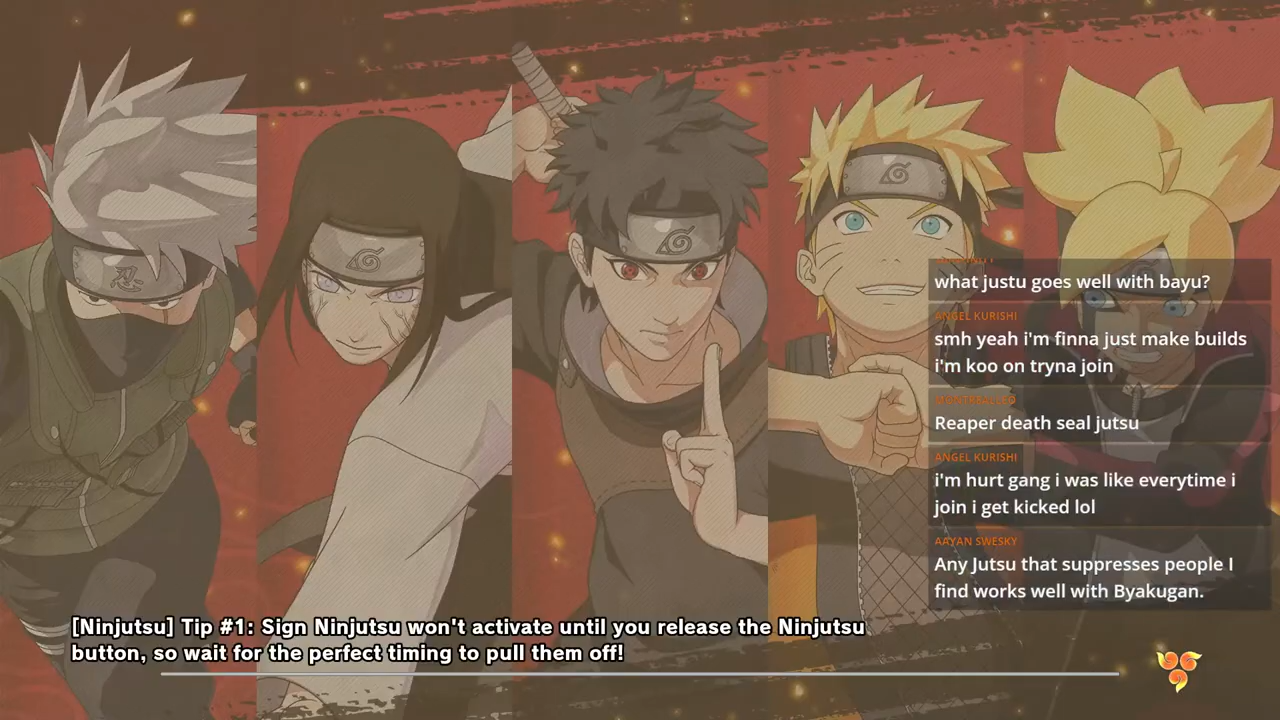 what justu goes well with bayu?
ANGEL KURISHI
smh yeah i'm finna just make builds
i'm koo on tryna join
Reaper death seal jutsu
ANGEL KURISHI
i'm hurt gang i was like everytime i
join i get kicked lol
AAYAN SWESKY
Any Jutsu that suppresses people I
find works well with Byakugan.
[Ninjutsu] Tip #1: Sign Ninjutsu won't activate until you release the Ninjutsu
button, so wait for the perfect timing to pull them off!
忍